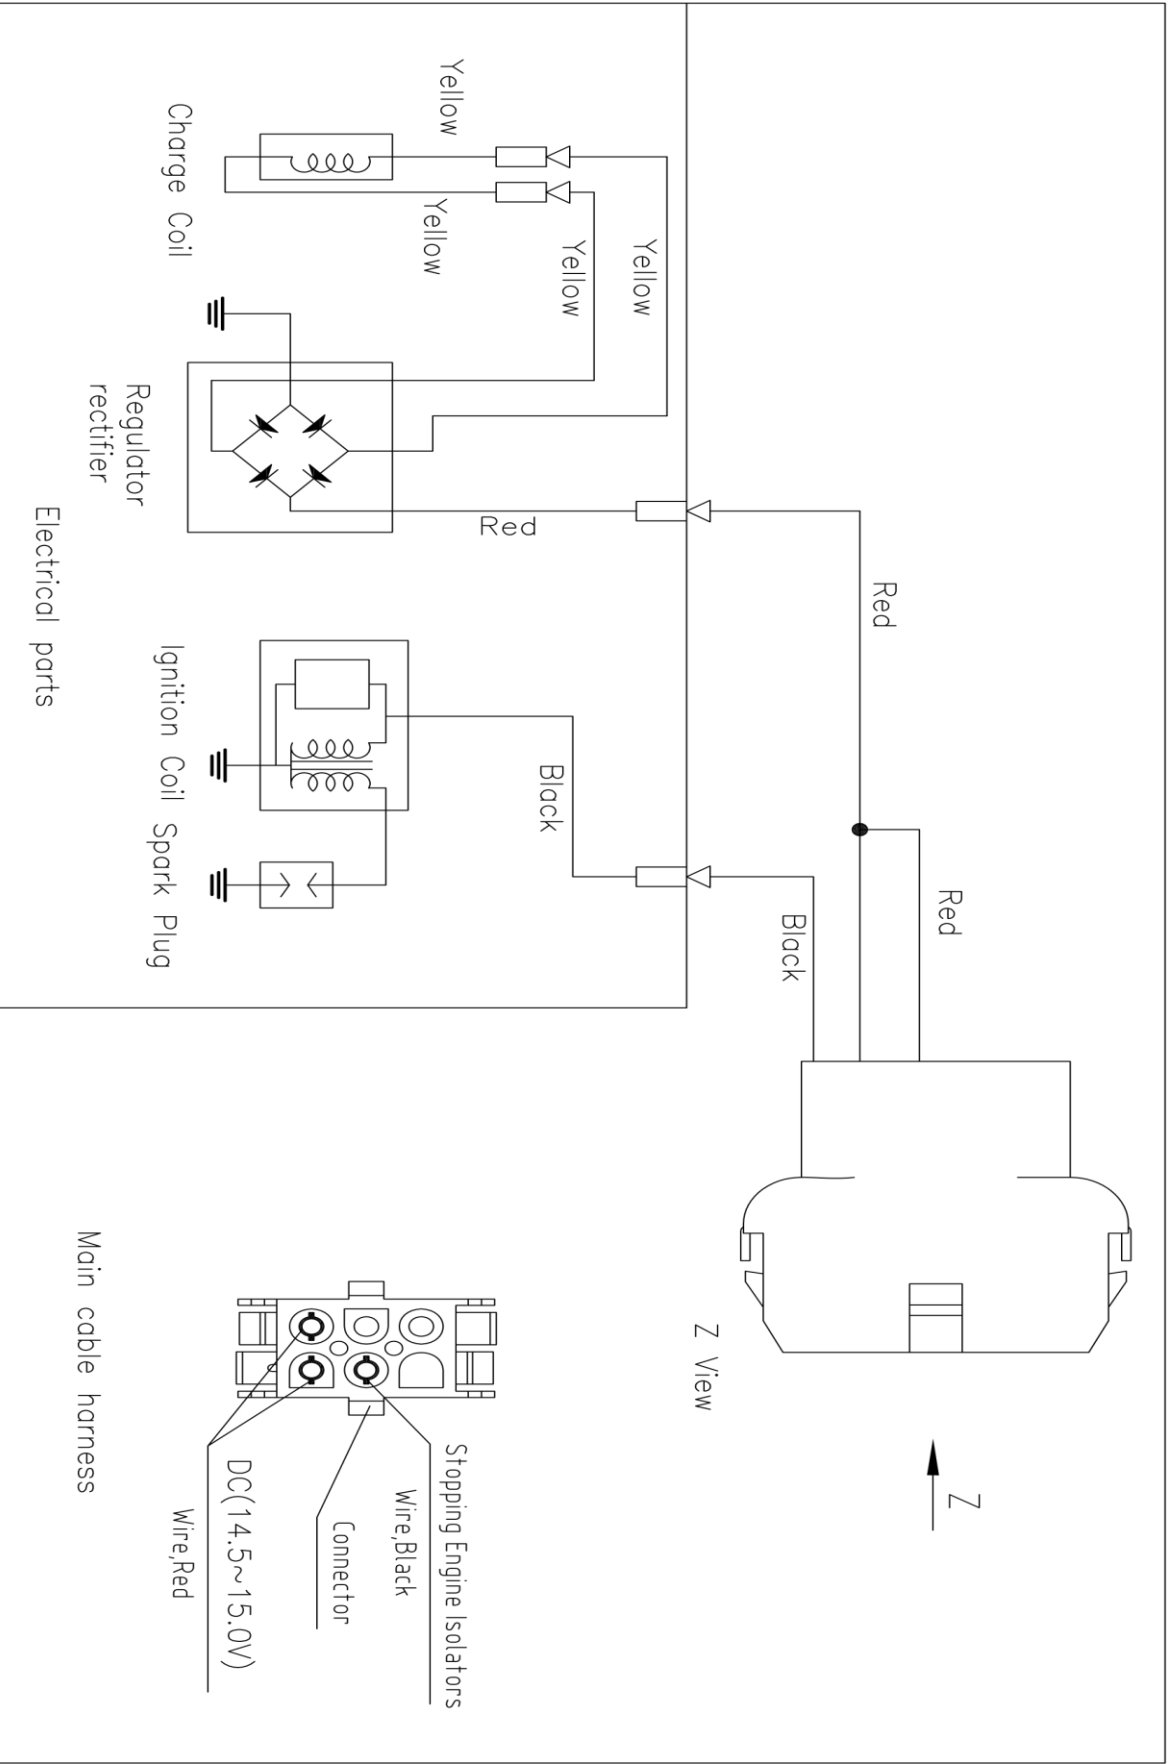 Yellow
Yellow
Yellow
Yellow
Charge Coil
Regulator
rectifier
Red
Red
Red
Black
Black
Ignition Coil
Spark Plug
Electrical parts
Z
Z View
Stopping Engine Isolators
Wire,Black
Connector
DC(14.5~15.0V)
Wire,Red
Main cable harness